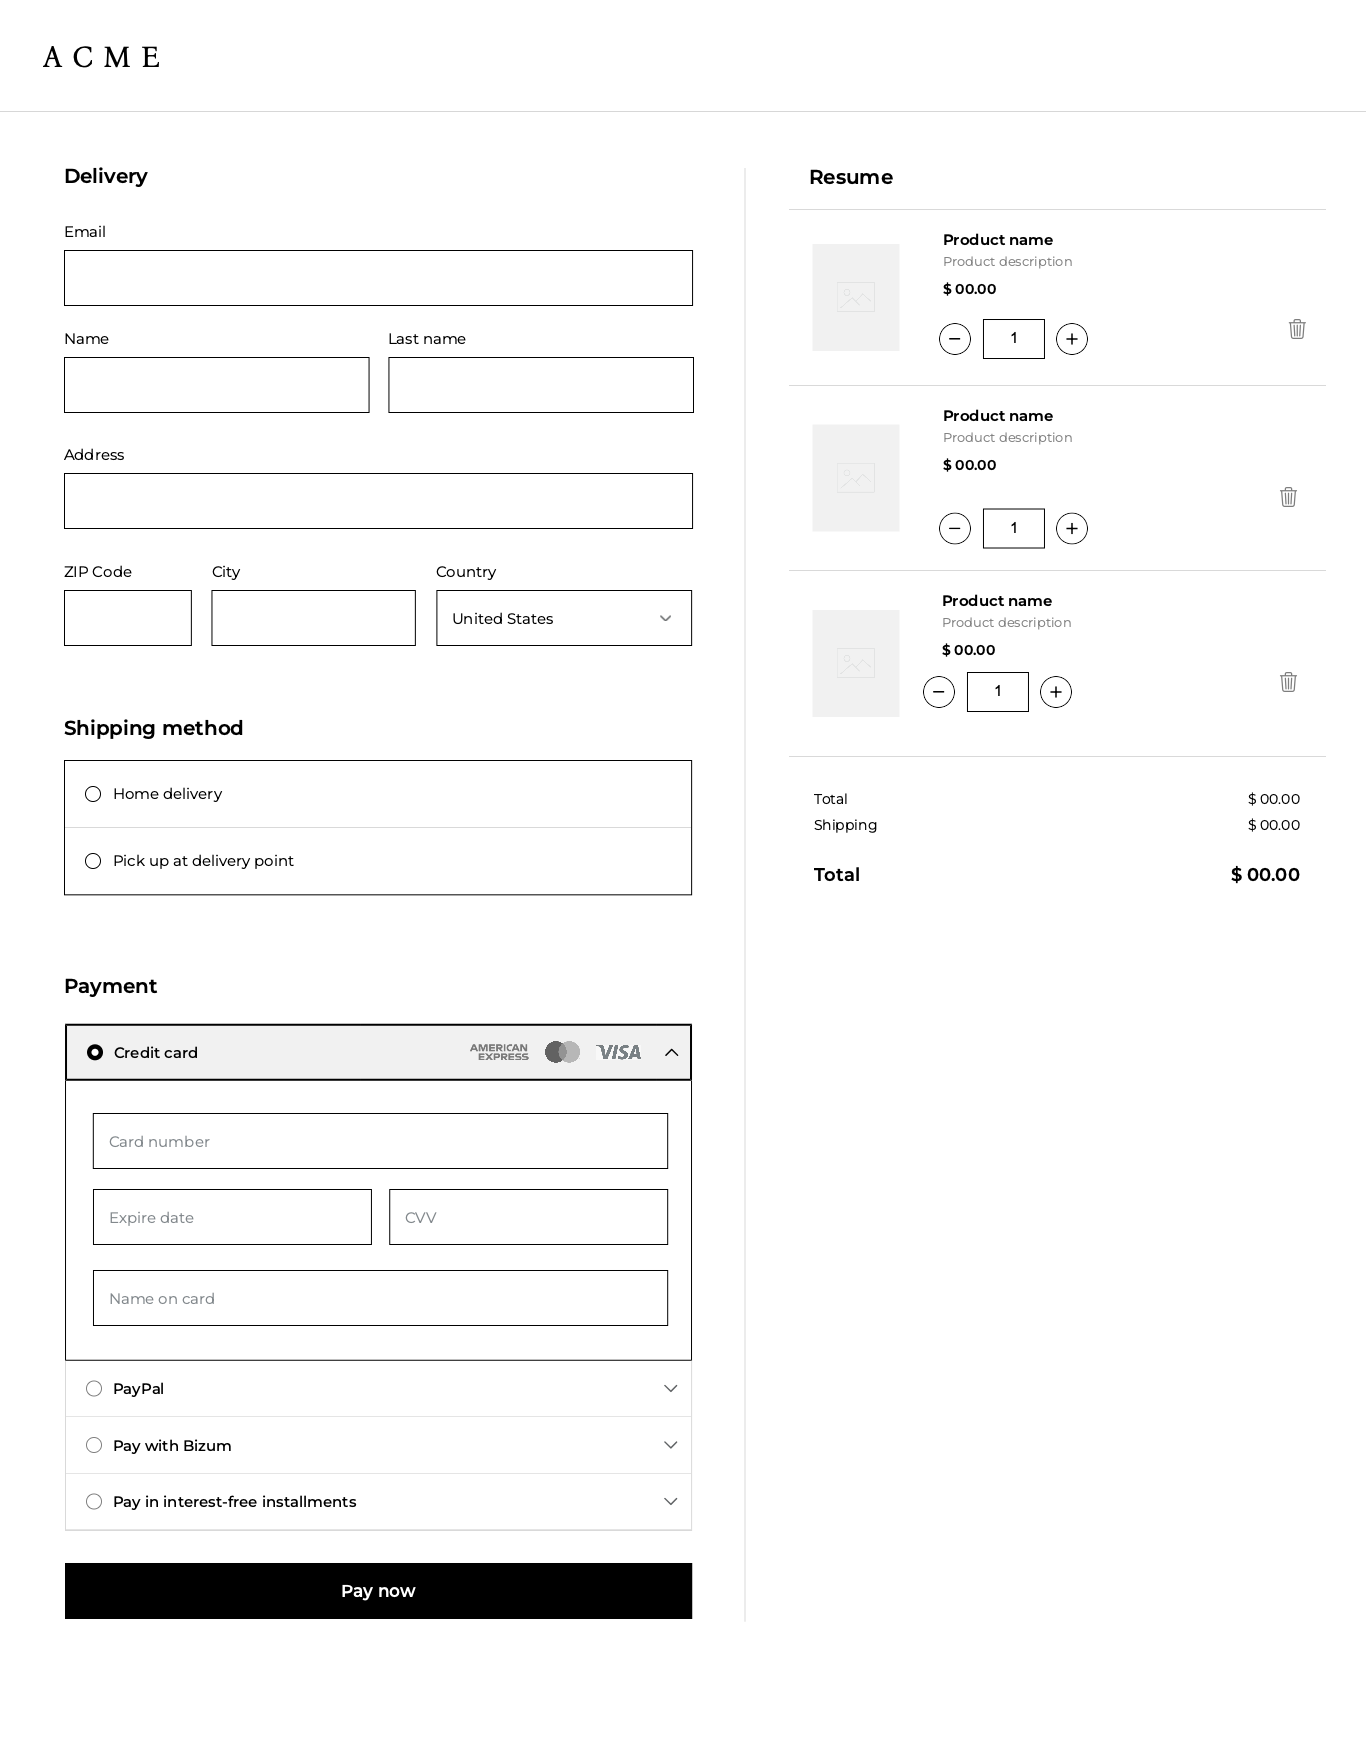 ACME
Delivery
Email
Name Last name
Address
ZIP Code City Country
United States
Shipping method
Home delivery
Pick up at delivery point
Payment
Credit card AMERICAN EXPRESS VISA
Card number
Expire date CVV
Name on card
PayPal
Pay with Bizum
Pay in interest-free installments
Pay now
Resume
Product name
Product description
$ 00.00
1
Product name
Product description
$ 00.00
1
Product name
Product description
$ 00.00
1
Total $ 00.00
Shipping $ 00.00
Total $ 00.00